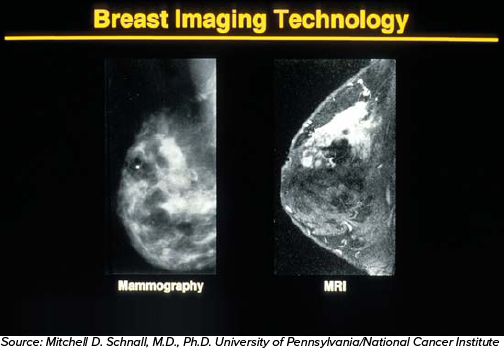 Breast Imaging Technology
Mammography
MRI
Source: Mitchell D. Schnall, M.D., Ph.D. University of Pennsylvania/National Cancer Institute